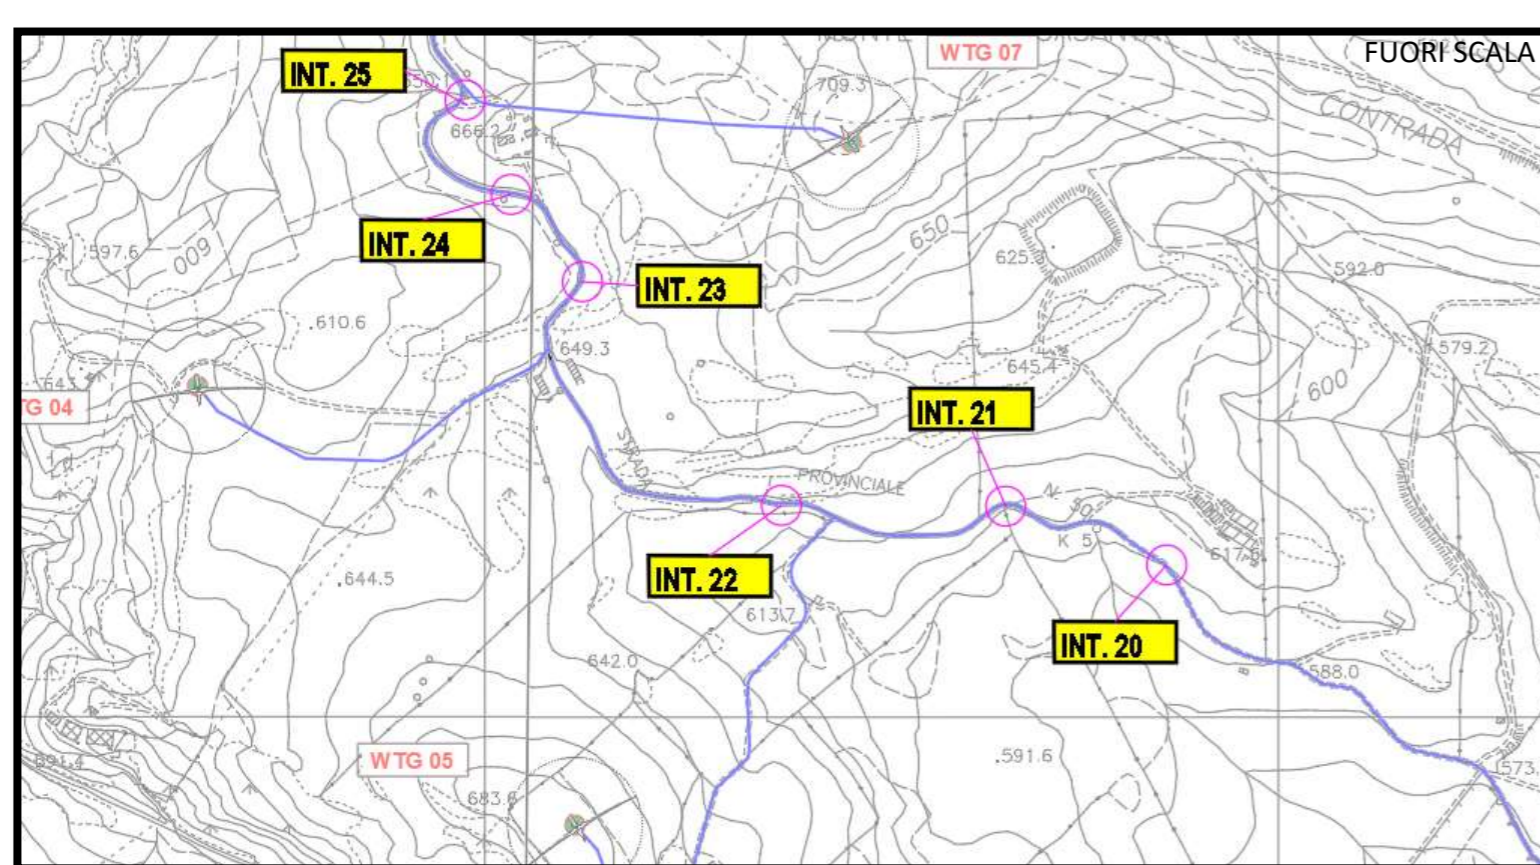 WTG 07
FUORI SCALA
INT. 25
709.3
CONTRADA
666.2
INT. 24
650
597.6
600
625.
592.0
INT. 23
610.6
649.3
579.2
645.4
600
INT. 21
STRADA
PROVINCIALE
N
50
K 5
617.6
INT. 22
644.5
613.7
INT. 20
642.0
588.0
WTG 05
591.6
573.
683.6